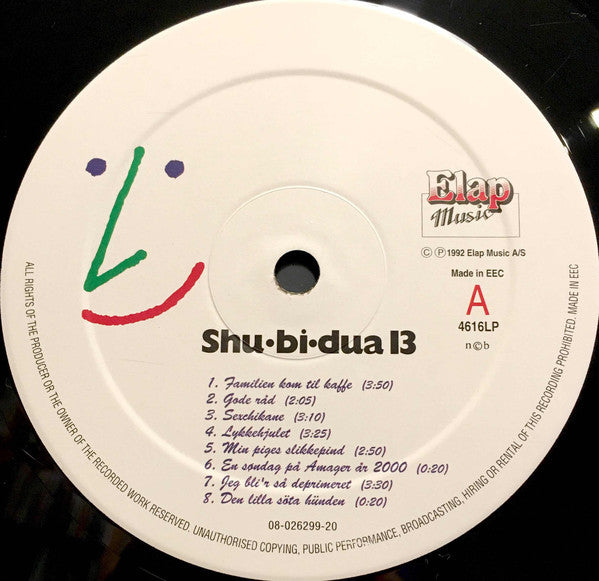 Elap
Music
© ℗ 1992 Elap Music A/S
Made in EEC
A
4616LP
n©b
Shu•bi•dua 13
1. Familien kom til kaffe (3:50)
2. Gode råd (2:05)
3. Sexchikane (3:10)
4. Lykkehjulet (3:25)
5. Min piges slikkepind (2:50)
6. En søndag på Amager år 2000 (0:20)
7. Jeg bli'r så deprimeret (3:30)
8. Den lilla söta hünden (0:20)
08-026299-20
ALL RIGHTS OF THE PRODUCER OR THE OWNER OF THE RECORDED WORK RESERVED. UNAUTHORISED COPYING, PUBLIC PERFORMANCE, BROADCASTING, HIRING OR RENTAL OF THIS RECORDING PROHIBITED. MADE IN EEC